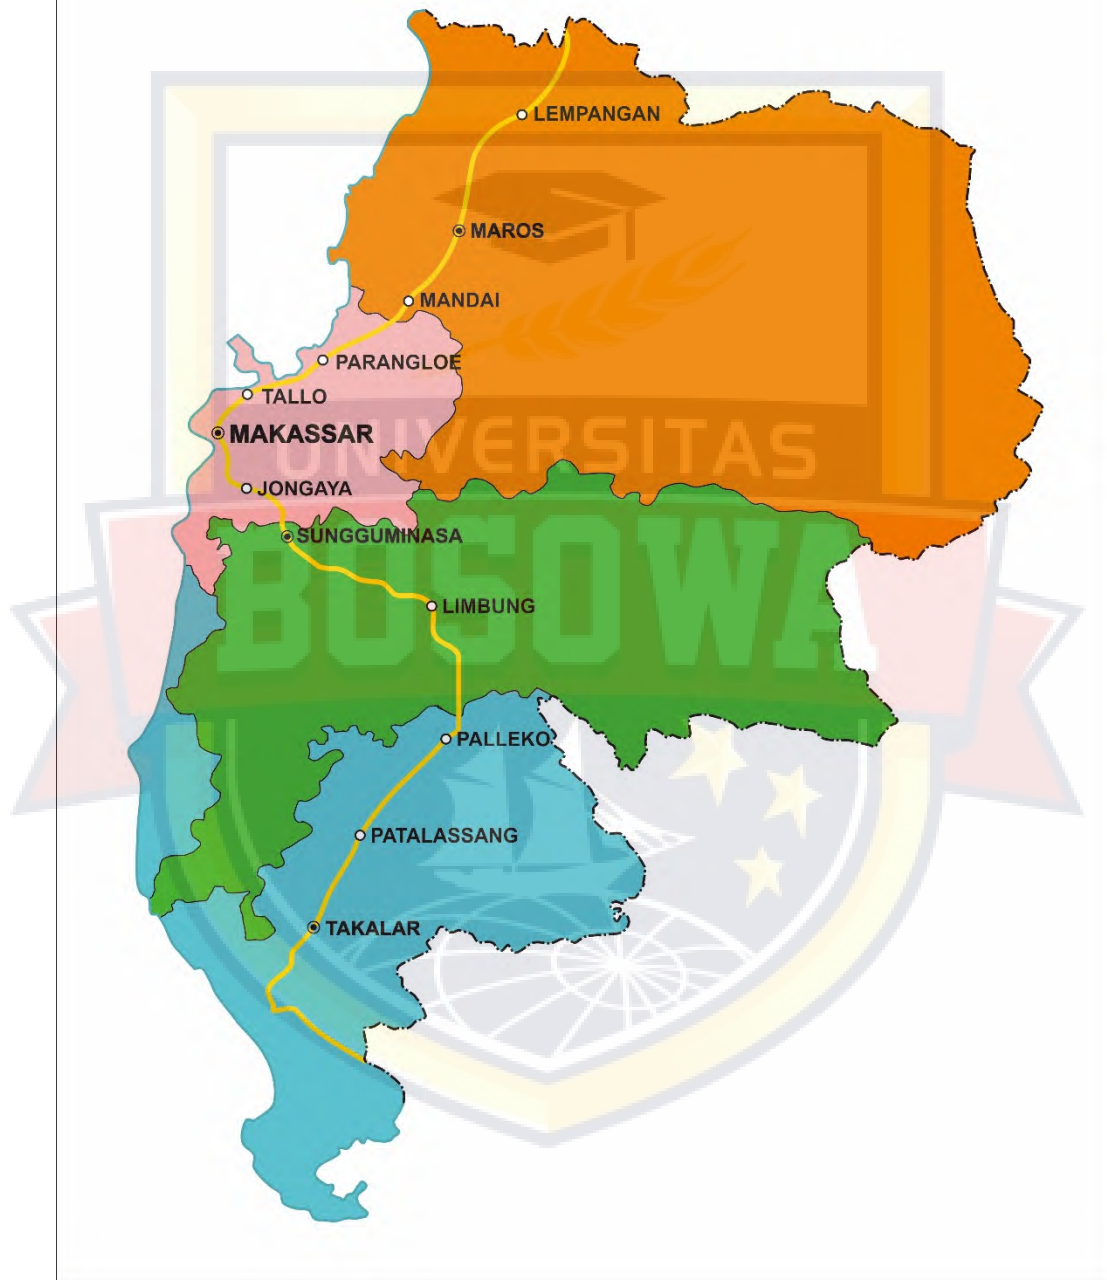 LEMPANGAN
MAROS
MANDAI
PARANGLOE
TALLO
MAKASSAR
UNIVERSITAS
JONGAYA
SUNGGUMINASA
BOSOWA
LIMBUNG
PALLEKO
PATALASSANG
TAKALAR